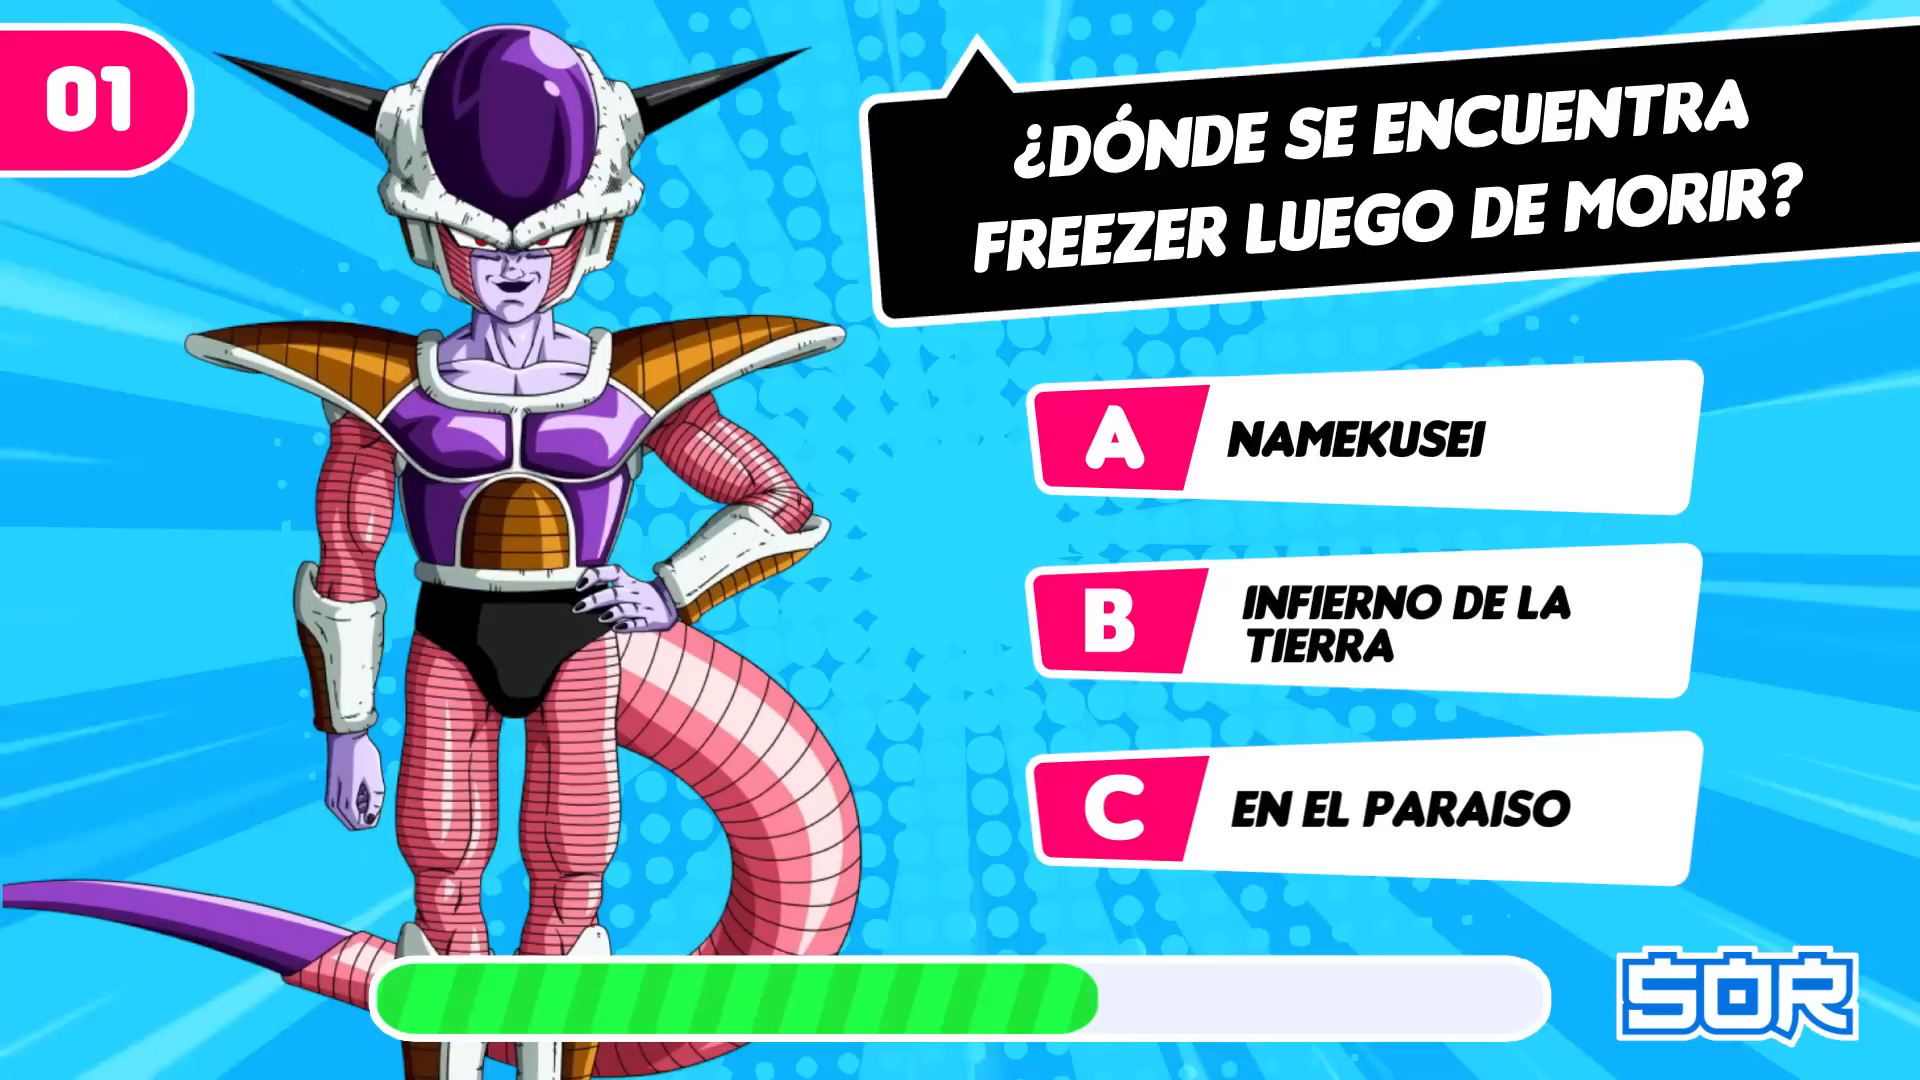 01
¿DÓNDE SE ENCUENTRA
FREEZER LUEGO DE MORIR?
A NAMEKUSEI
B INFIERNO DE LA
TIERRA
C EN EL PARAISO
SOR